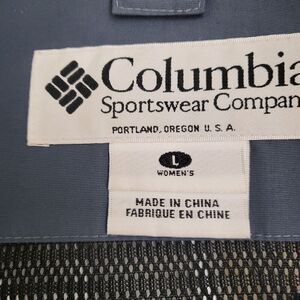 Columbia
Sportswear Compan
PORTLAND, OREGON U. S. A.
L
WOMEN'S
MADE IN CHINA
FABRIQUE EN CHINE